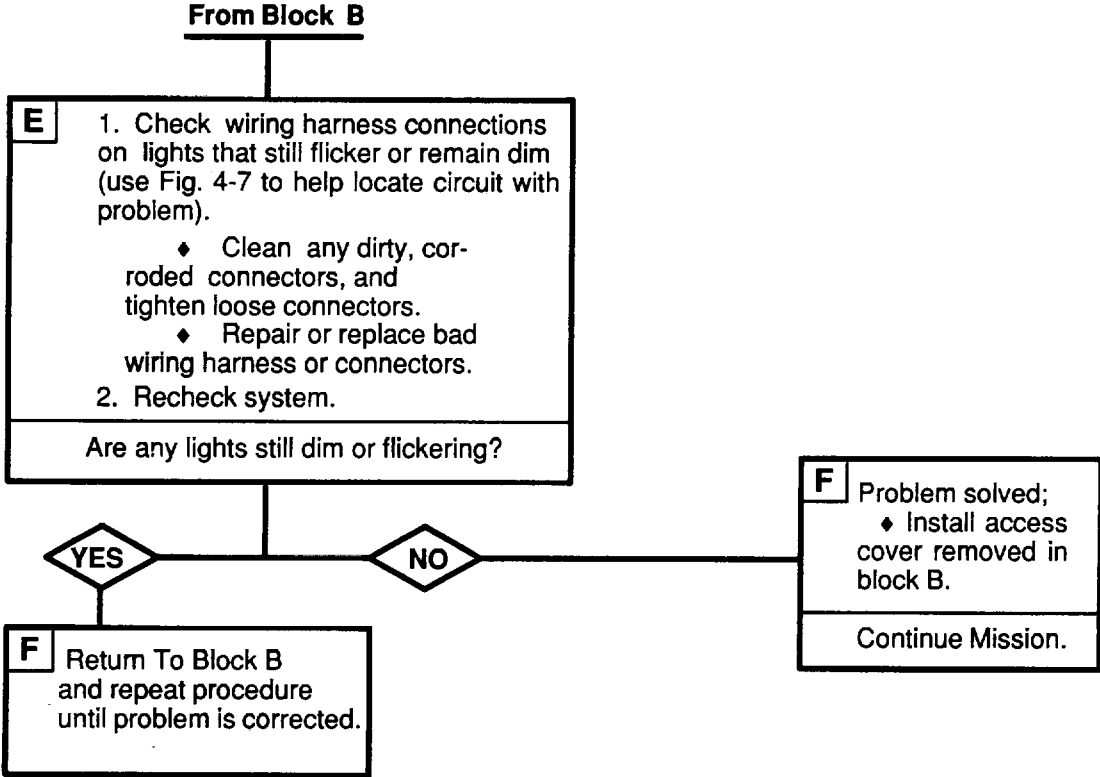 From Block B
E
1. Check wiring harness connections
on lights that still flicker or remain dim
(use Fig. 4-7 to help locate circuit with
problem).
♦ Clean any dirty, cor-
roded connectors, and
tighten loose connectors.
♦ Repair or replace bad
wiring harness or connectors.
2. Recheck system.
Are any lights still dim or flickering?
YES
NO
F
Problem solved;
♦ Install access
cover removed in
block B.
Continue Mission.
F
Return To Block B
and repeat procedure
until problem is corrected.